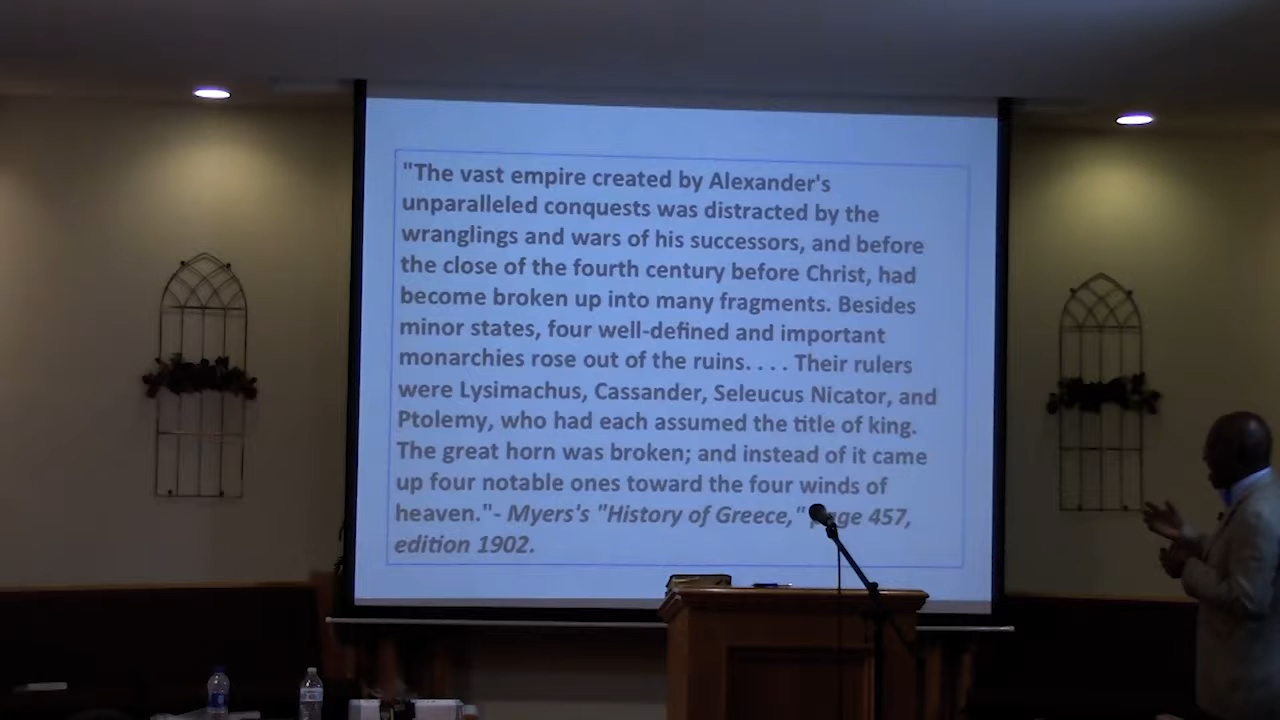 "The vast empire created by Alexander's
unparalleled conquests was distracted by the
wranglings and wars of his successors, and before
the close of the fourth century before Christ, had
become broken up into many fragments. Besides
minor states, four well-defined and important
monarchies rose out of the ruins. . . . Their rulers
were Lysimachus, Cassander, Seleucus Nicator, and
Ptolemy, who had each assumed the title of king.
The great horn was broken; and instead of it came
up four notable ones toward the four winds of
heaven."- Myers's "History of Greece," page 457,
edition 1902.